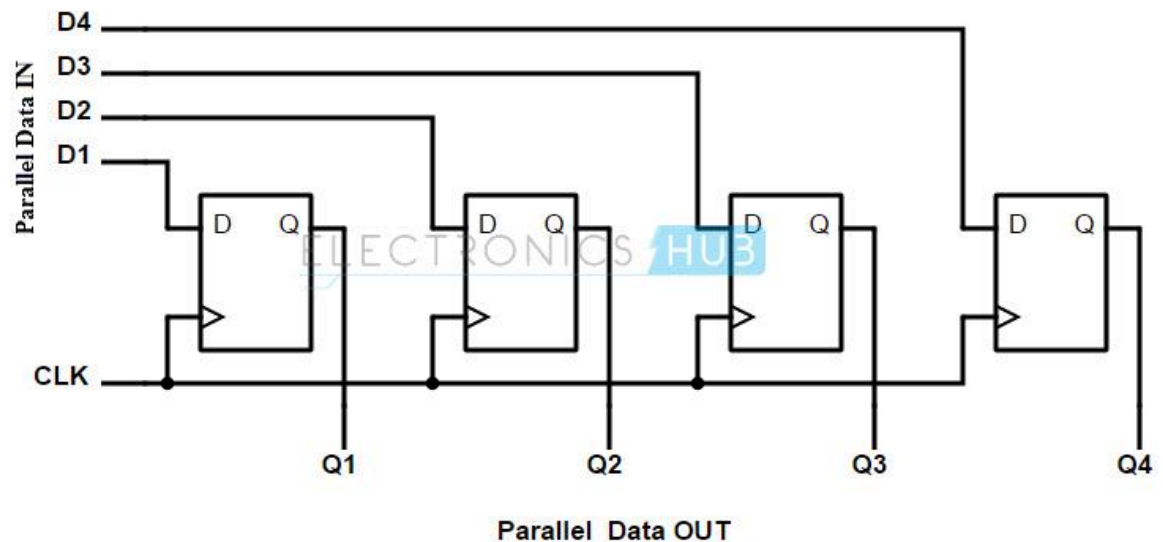 D4
D3
D2
D1
Parallel Data IN
D Q
D Q
D Q
D Q
ELECTRONICS HUB
CLK
Q1 Q2 Q3 Q4
Parallel Data OUT